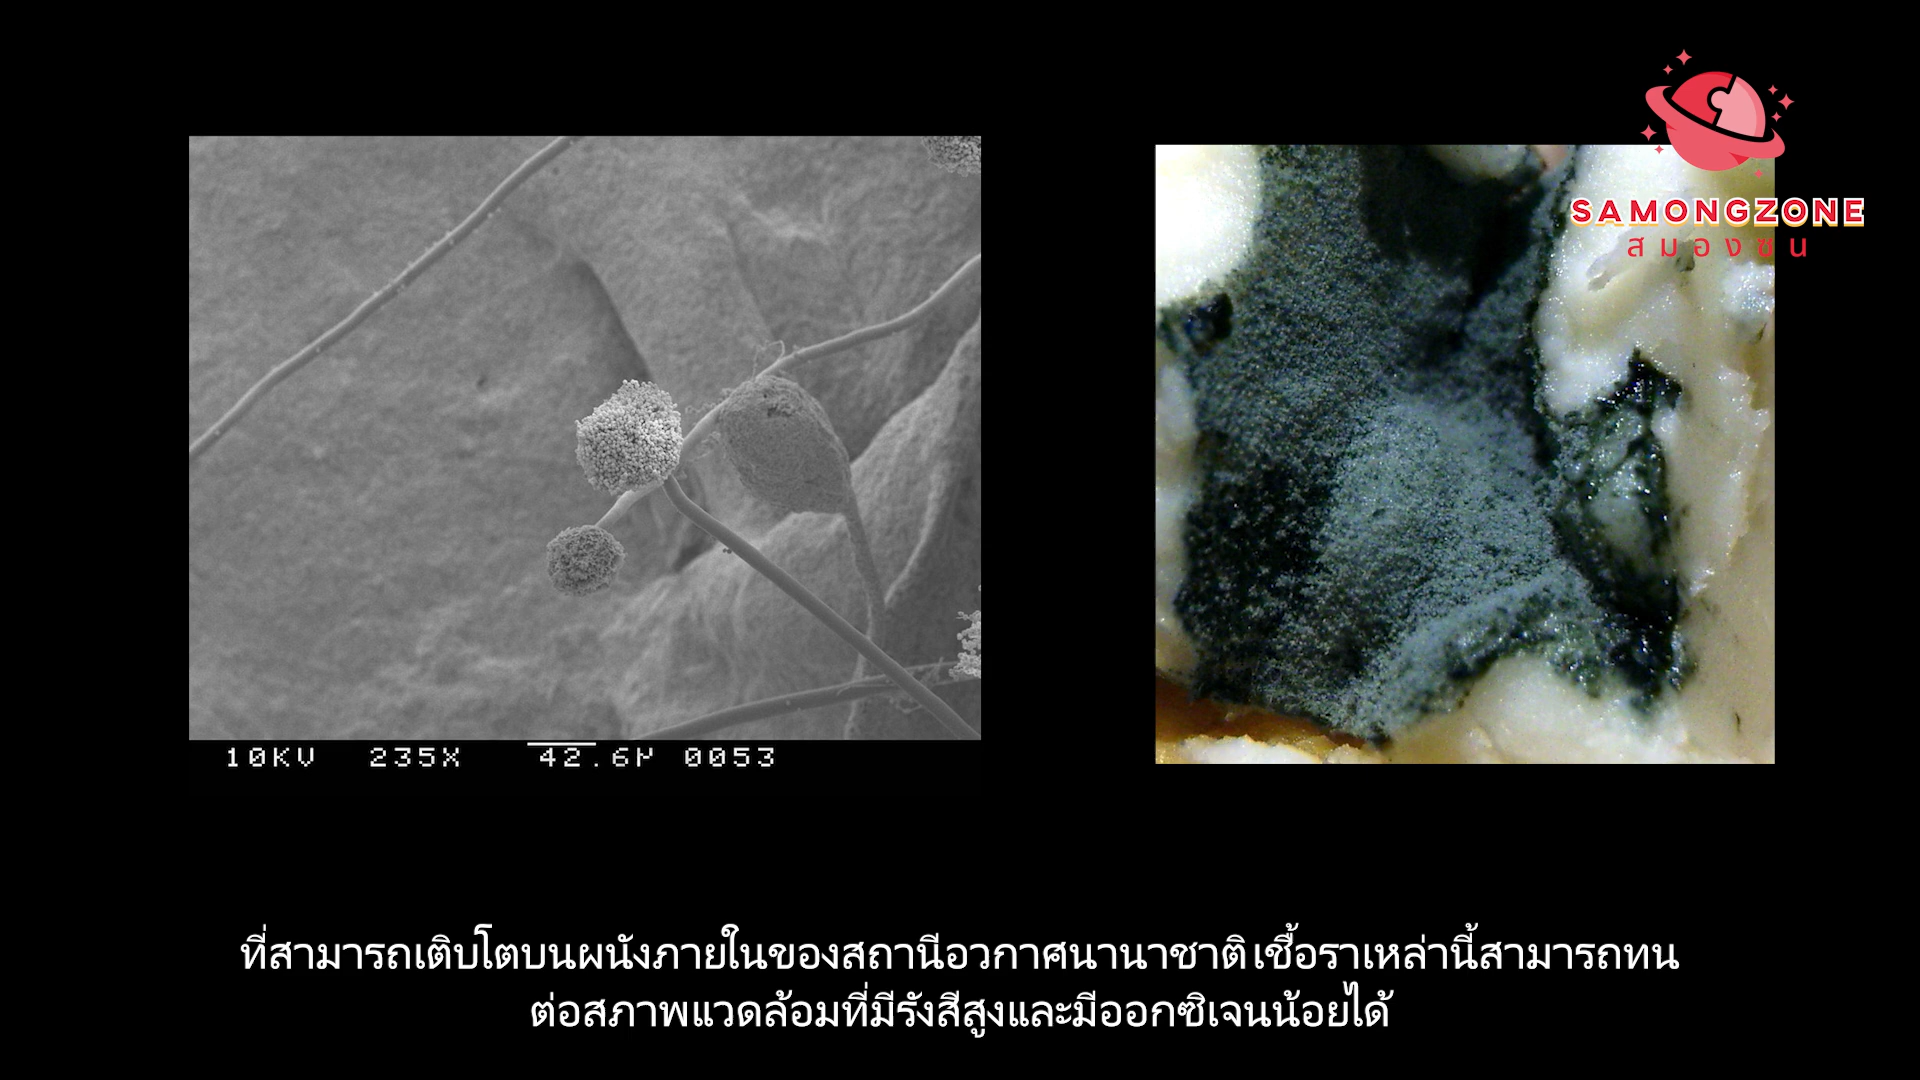 SAMONGZONE
สมองซน
10KV 235X 42.6µ 0053
ที่สามารถเติบโตบนผนังภายในของสถานีอวกาศนานาชาติ เชื้อราเหล่านี้สามารถทน
ต่อสภาพแวดล้อมที่มีรังสีสูงและมีออกซิเจนน้อยได้